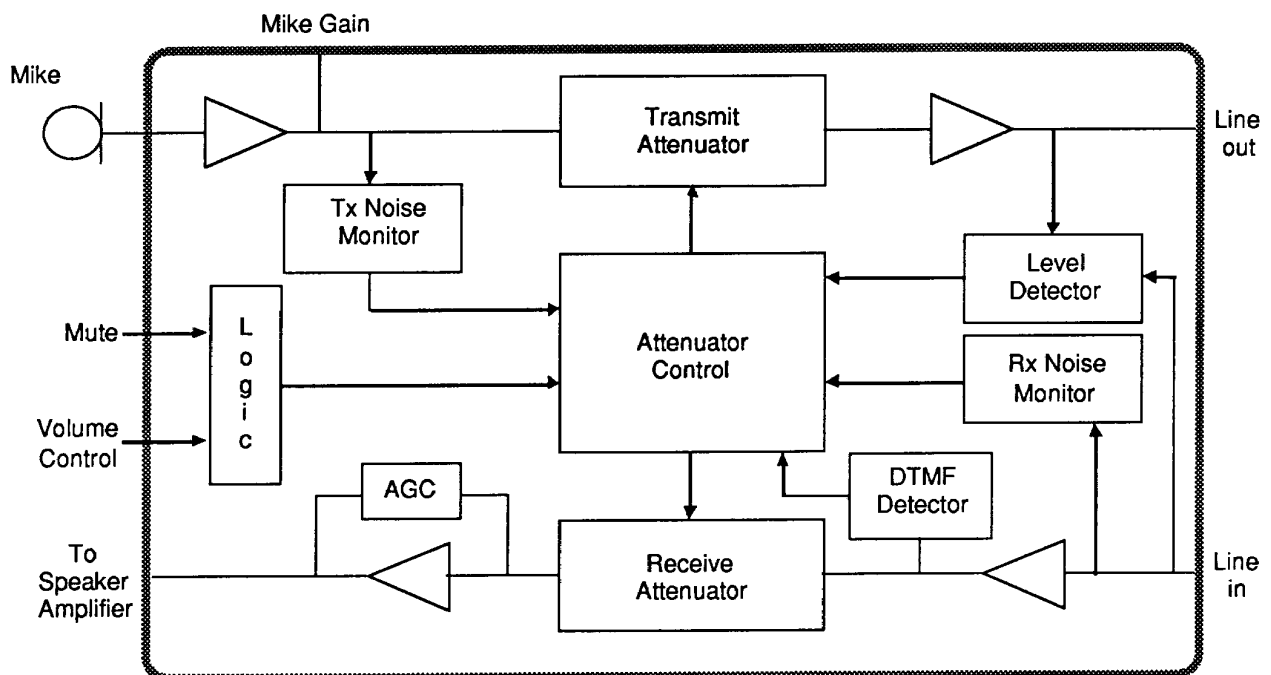 Mike Gain
Mike
Transmit
Attenuator
Line
out
Tx Noise
Monitor
Level
Detector
Attenuator
Control
Mute
L
o
g
i
c
Rx Noise
Monitor
Volume
Control
AGC
DTMF
Detector
To
Speaker
Amplifier
Receive
Attenuator
Line
in